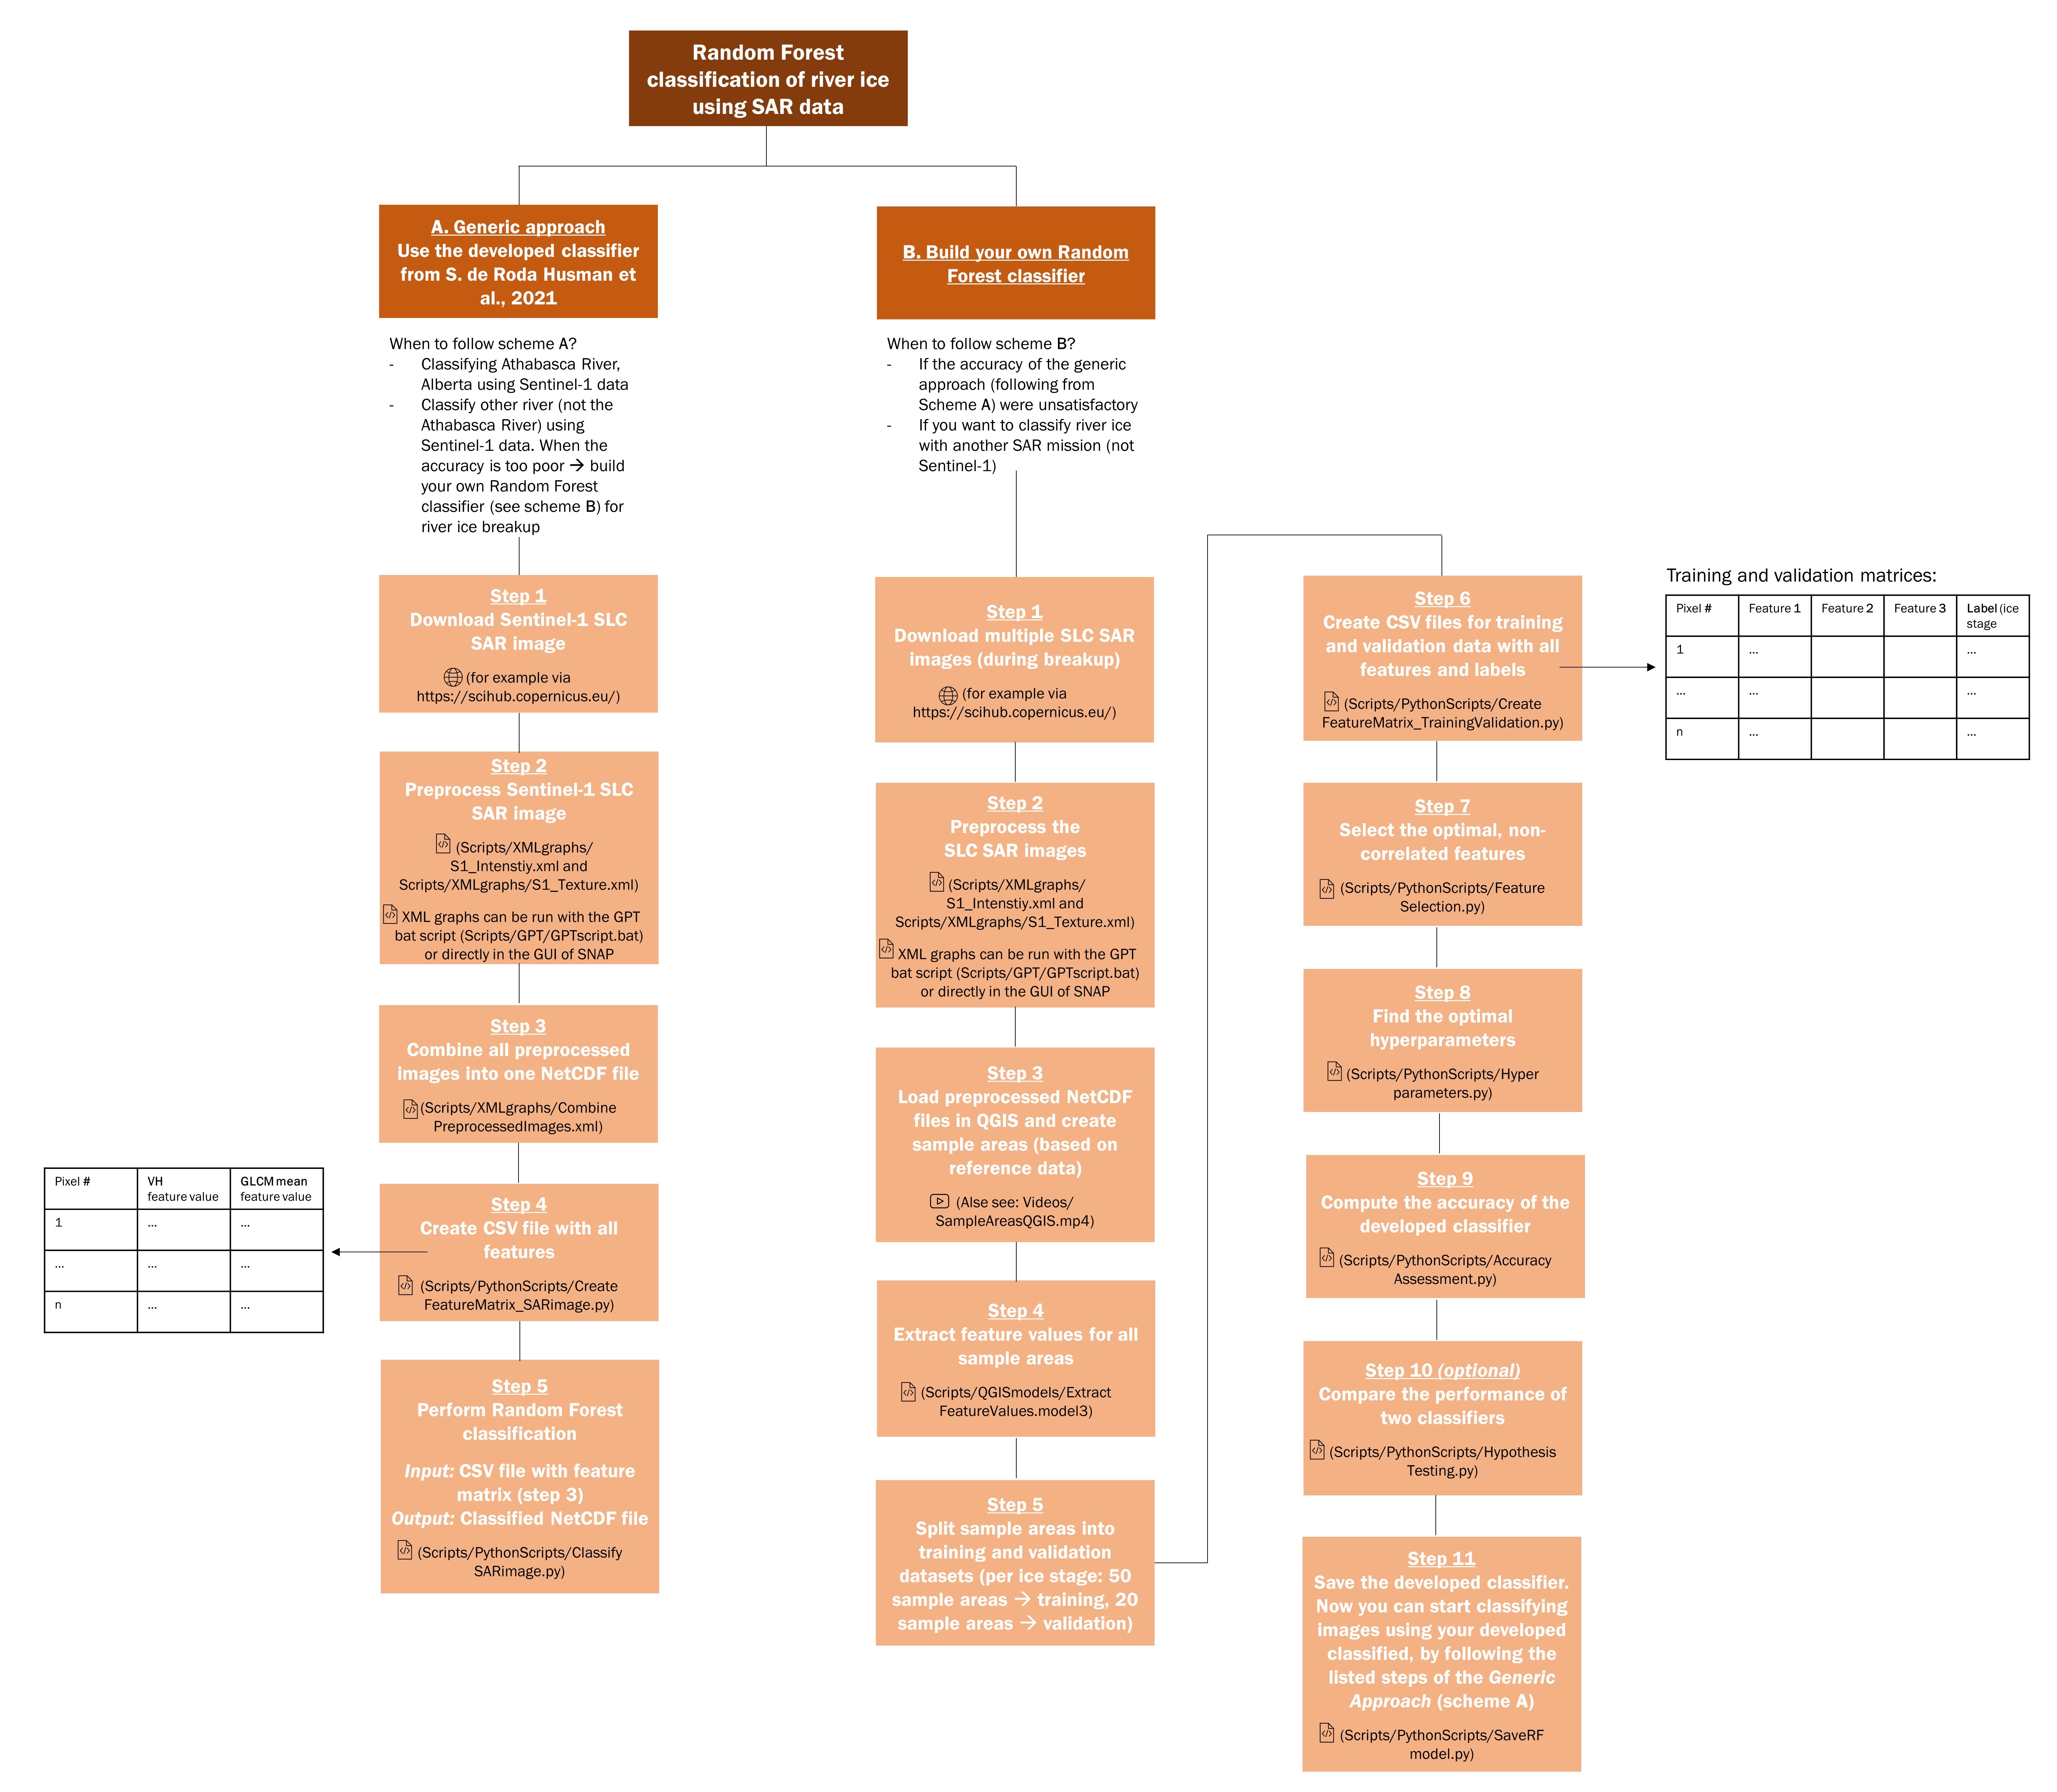 Random Forest
classification of river ice
using SAR data
A. Generic approach
Use the developed classifier
from S. de Roda Husman et
al., 2021
When to follow scheme A?
- Classifying Athabasca River,
Alberta using Sentinel-1 data
- Classify other river (not the
Athabasca River) using
Sentinel-1 data. When the
accuracy is too poor → build
your own Random Forest
classifier (see scheme B) for
river ice breakup
Step 1
Download Sentinel-1 SLC
SAR image
(for example via
https://scihub.copernicus.eu/)
Step 2
Preprocess Sentinel-1 SLC
SAR image
(Scripts/XMLgraphs/
S1_Intenstiy.xml and
Scripts/XMLgraphs/S1_Texture.xml)
XML graphs can be run with the GPT
bat script (Scripts/GPT/GPTscript.bat)
or directly in the GUI of SNAP
Step 3
Combine all preprocessed
images into one NetCDF file
(Scripts/XMLgraphs/Combine
PreprocessedImages.xml)
Step 4
Create CSV file with all
features
(Scripts/PythonScripts/Create
FeatureMatrix_SARimage.py)
Pixel # VH feature value GLCM mean feature value
1 ... ...
... ... ...
n ... ...
Step 5
Perform Random Forest
classification
Input: CSV file with feature
matrix (step 3)
Output: Classified NetCDF file
(Scripts/PythonScripts/Classify
SARimage.py)
B. Build your own Random
Forest classifier
When to follow scheme B?
- If the accuracy of the generic
approach (following from
Scheme A) were unsatisfactory
- If you want to classify river ice
with another SAR mission (not
Sentinel-1)
Step 1
Download multiple SLC SAR
images (during breakup)
(for example via
https://scihub.copernicus.eu/)
Step 2
Preprocess the
SLC SAR images
(Scripts/XMLgraphs/
S1_Intenstiy.xml and
Scripts/XMLgraphs/S1_Texture.xml)
XML graphs can be run with the GPT
bat script (Scripts/GPT/GPTscript.bat)
or directly in the GUI of SNAP
Step 3
Load preprocessed NetCDF
files in QGIS and create
sample areas (based on
reference data)
(Alse see: Videos/
SampleAreasQGIS.mp4)
Step 4
Extract feature values for all
sample areas
(Scripts/QGISmodels/Extract
FeatureValues.model3)
Step 5
Split sample areas into
training and validation
datasets (per ice stage: 50
sample areas → training, 20
sample areas → validation)
Step 6
Create CSV files for training
and validation data with all
features and labels
(Scripts/PythonScripts/Create
FeatureMatrix_TrainingValidation.py)
Training and validation matrices:
Pixel # Feature 1 Feature 2 Feature 3 Label (ice stage
1 ... ...
... ... ...
n ... ...
Step 7
Select the optimal, non-
correlated features
(Scripts/PythonScripts/Feature
Selection.py)
Step 8
Find the optimal
hyperparameters
(Scripts/PythonScripts/Hyper
parameters.py)
Step 9
Compute the accuracy of the
developed classifier
(Scripts/PythonScripts/Accuracy
Assessment.py)
Step 10 (optional)
Compare the performance of
two classifiers
(Scripts/PythonScripts/Hypothesis
Testing.py)
Step 11
Save the developed classifier.
Now you can start classifying
images using your developed
classified, by following the
listed steps of the Generic
Approach (scheme A)
(Scripts/PythonScripts/SaveRF
model.py)